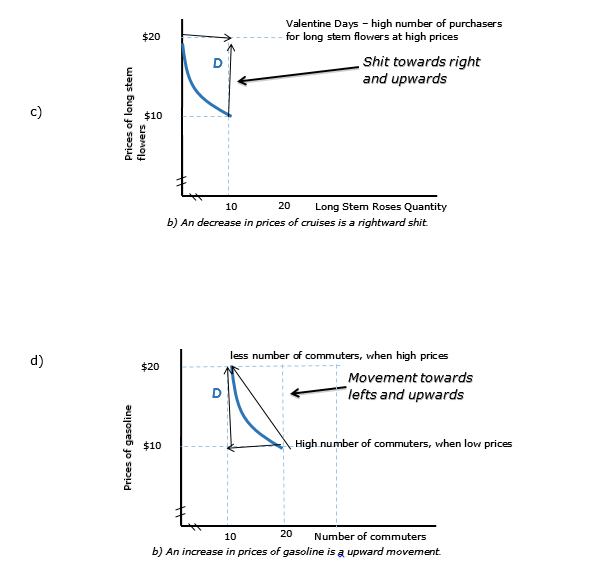 Valentine Days – high number of purchasers
for long stem flowers at high prices
$20
D
Shit towards right
and upwards
c)
Prices of long stem
flowers
$10
10
20
Long Stem Roses Quantity
b) An decrease in prices of cruises is a rightward shit.
d)
less number of commuters, when high prices
$20
D
Movement towards
lefts and upwards
Prices of gasoline
$10
High number of commuters, when low prices
10
20
Number of commuters
b) An increase in prices of gasoline is a upward movement.